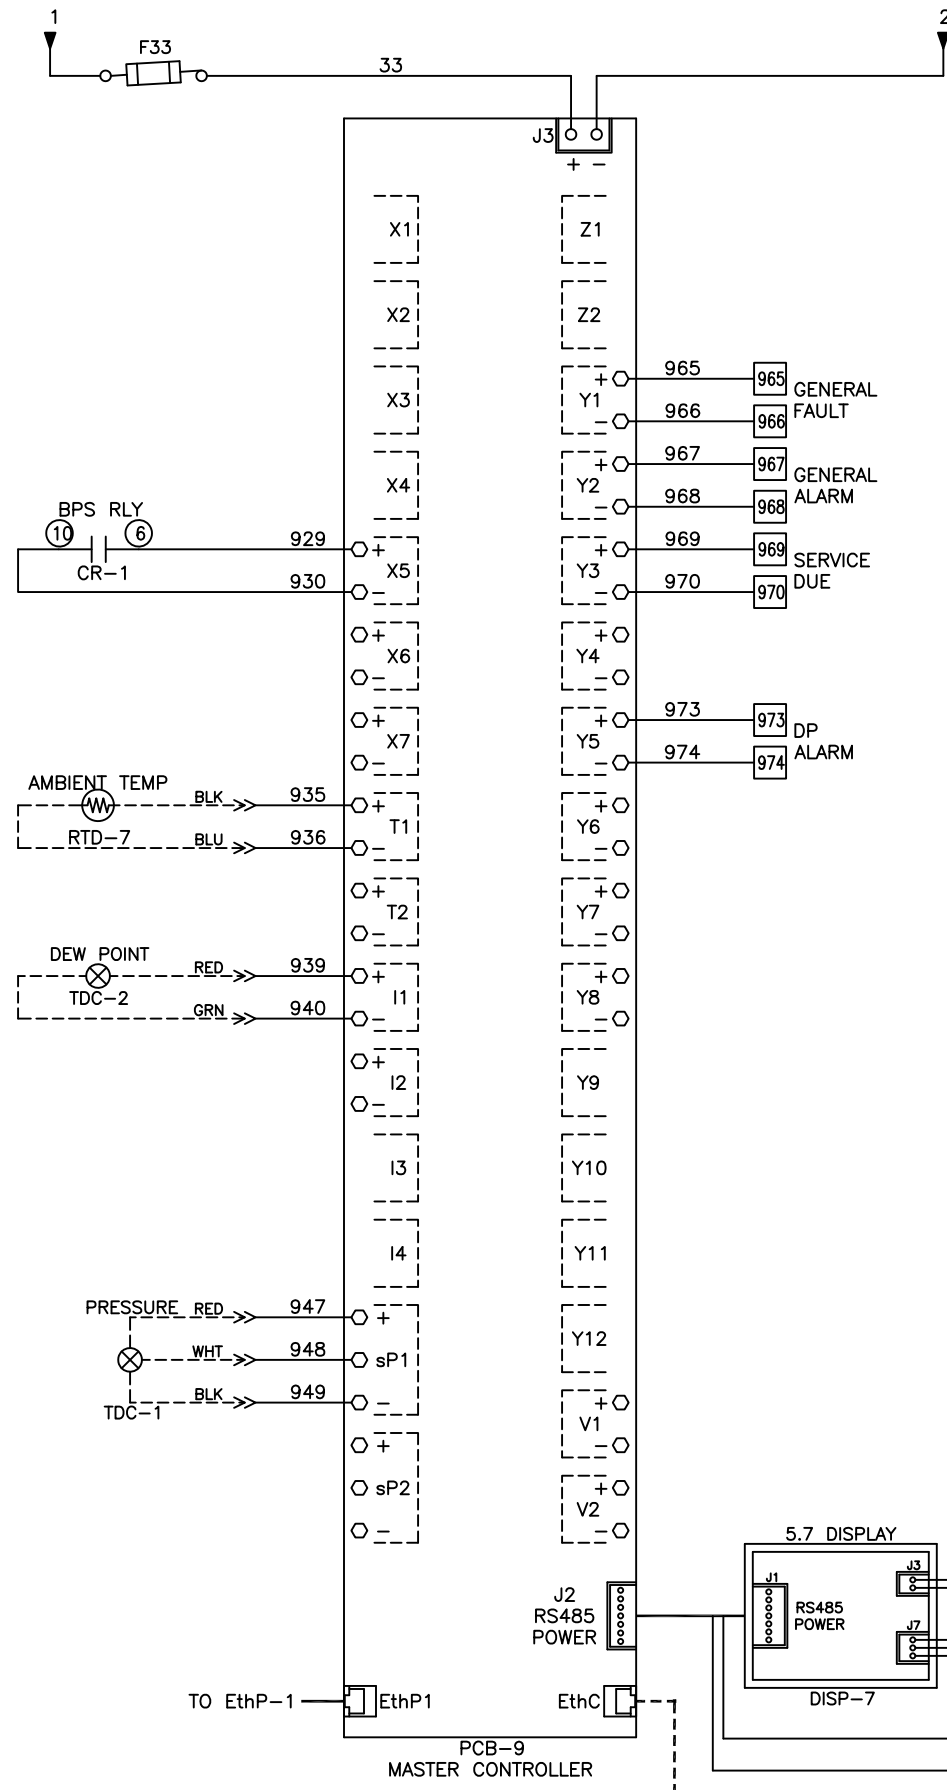 1
2
F33
33
J3
+ −
X1
Z1
X2
Z2
X3
+
Y1
−
965
966
965
966
GENERAL
FAULT
X4
+
Y2
−
967
968
967
968
GENERAL
ALARM
BPS RLY
10
6
CR−1
929
930
+
X5
−
+
Y3
−
969
970
969
970
SERVICE
DUE
+
X6
−
+
Y4
−
+
X7
−
+
Y5
−
973
974
973
974
DP
ALARM
AMBIENT TEMP
RTD−7
BLK
BLU
935
936
+
T1
−
+
Y6
−
+
T2
−
+
Y7
−
DEW POINT
TDC−2
RED
GRN
939
940
+
I1
−
+
Y8
−
+
I2
−
Y9
I3
Y10
I4
Y11
PRESSURE
TDC−1
RED
WHT
BLK
947
948
949
+
sP1
−
Y12
+
V1
−
+
sP2
−
+
V2
−
J2
RS485
POWER
5.7 DISPLAY
J1
RS485
POWER
J3
J7
DISP−7
TO EthP−1
EthP1
EthC
PCB−9
MASTER CONTROLLER